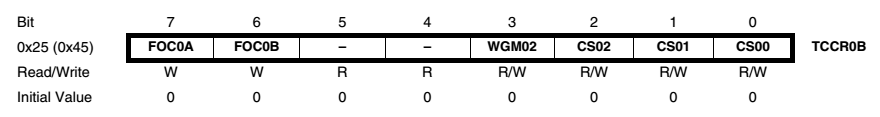 Bit 7 6 5 4 3 2 1 0
0x25 (0x45) FOC0A FOC0B – – WGM02 CS02 CS01 CS00 TCCR0B
Read/Write W W R R R/W R/W R/W R/W
Initial Value 0 0 0 0 0 0 0 0